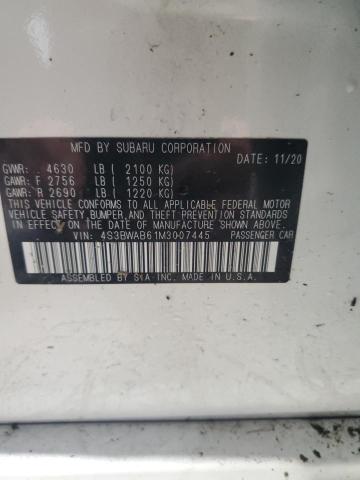 MFD BY SUBARU CORPORATION
DATE: 11/20
GVWR: 4630 LB ( 2100 KG)
GAWR: F 2756 LB ( 1250 KG)
GAWR: R 2690 LB ( 1220 KG)
THIS VEHICLE CONFORMS TO ALL APPLICABLE FEDERAL MOTOR
VEHICLE SAFETY, BUMPER, AND THEFT PREVENTION STANDARDS
IN EFFECT ON THE DATE OF MANUFACTURE SHOWN ABOVE.
VIN: 4S3BWAB61M3007445 PASSENGER CAR
ASSEMBLED BY SIA INC. MADE IN U.S.A.